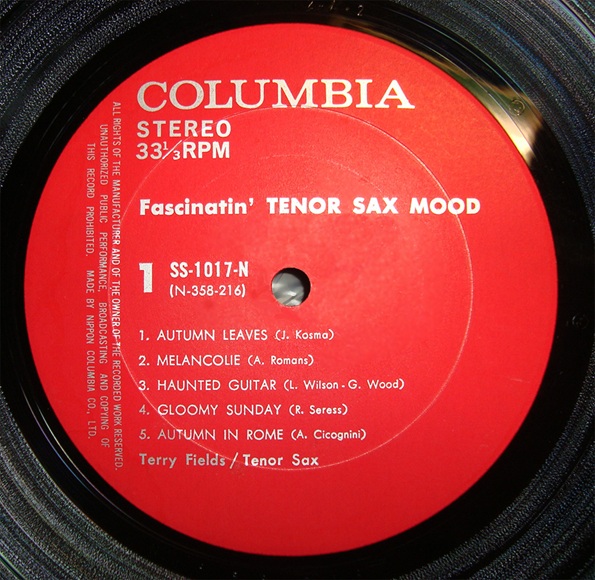 COLUMBIA
STEREO
33⅓RPM
Fascinatin' TENOR SAX MOOD
1 SS-1017-N
(N-358-216)
1. AUTUMN LEAVES (J. Kosma)
2. MELANCOLIE (A. Romans)
3. HAUNTED GUITAR (L. Wilson - G. Wood)
4. GLOOMY SUNDAY (R. Seress)
5. AUTUMN IN ROME (A. Cicognini)
Terry Fields / Tenor Sax
ALL RIGHTS OF THE MANUFACTURER AND OF THE OWNER OF THE RECORDED WORK RESERVED.
UNAUTHORIZED PUBLIC PERFORMANCE, BROADCASTING AND COPYING OF
THIS RECORD PROHIBITED. MADE BY NIPPON COLUMBIA CO., LTD.